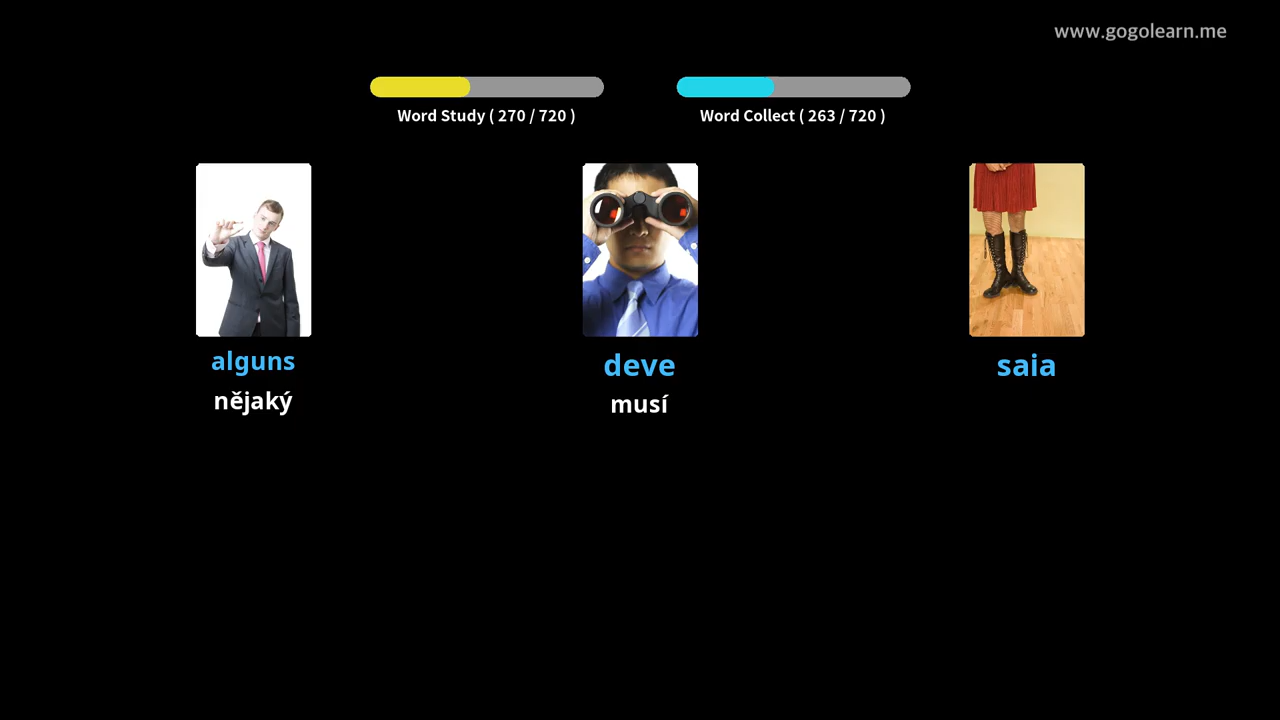 www.gogolearn.me
Word Study ( 270 / 720 )
Word Collect ( 263 / 720 )
alguns
nějaký
deve
musí
saia